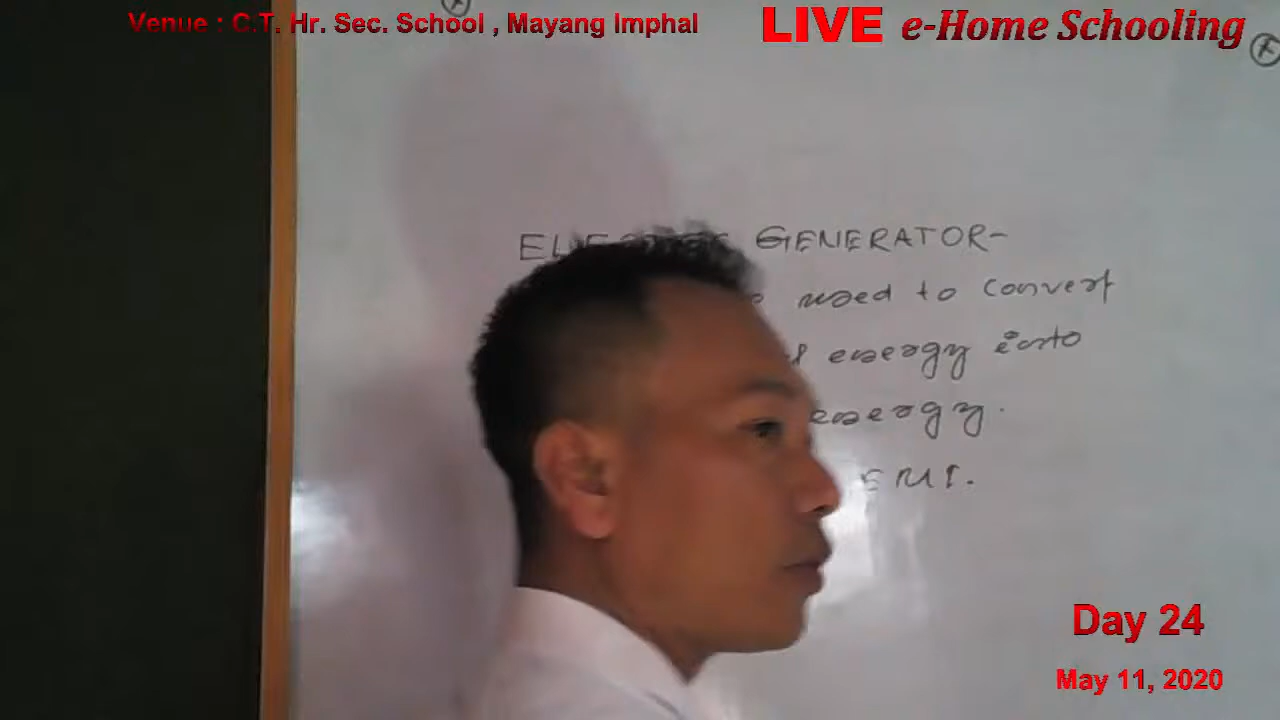 Venue : C.T. Hr. Sec. School , Mayang Imphal
LIVE e-Home Schooling
GENERATOR-
used to convert
energy into
energy.
EMI.
Day 24
May 11, 2020